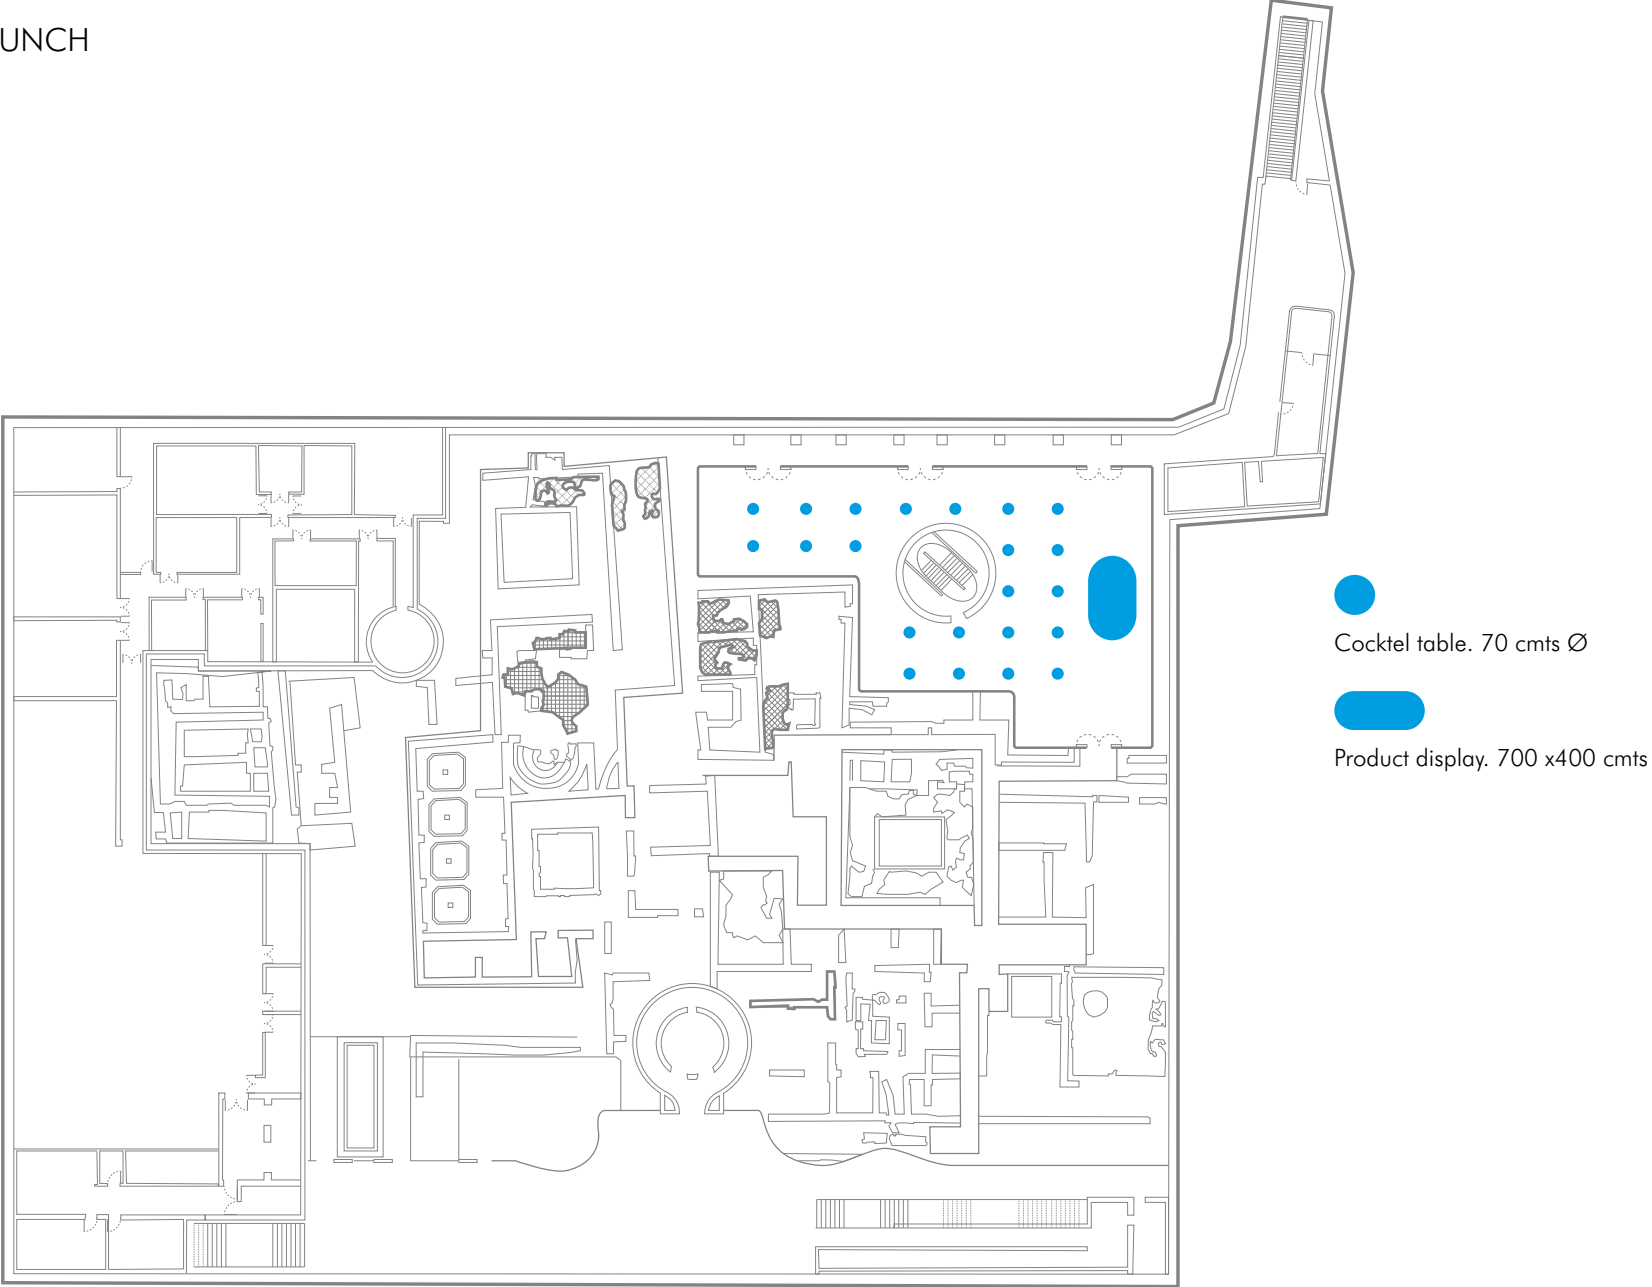 UNCH
Cocktel table. 70 cmts Ø
Product display. 700 x400 cmts